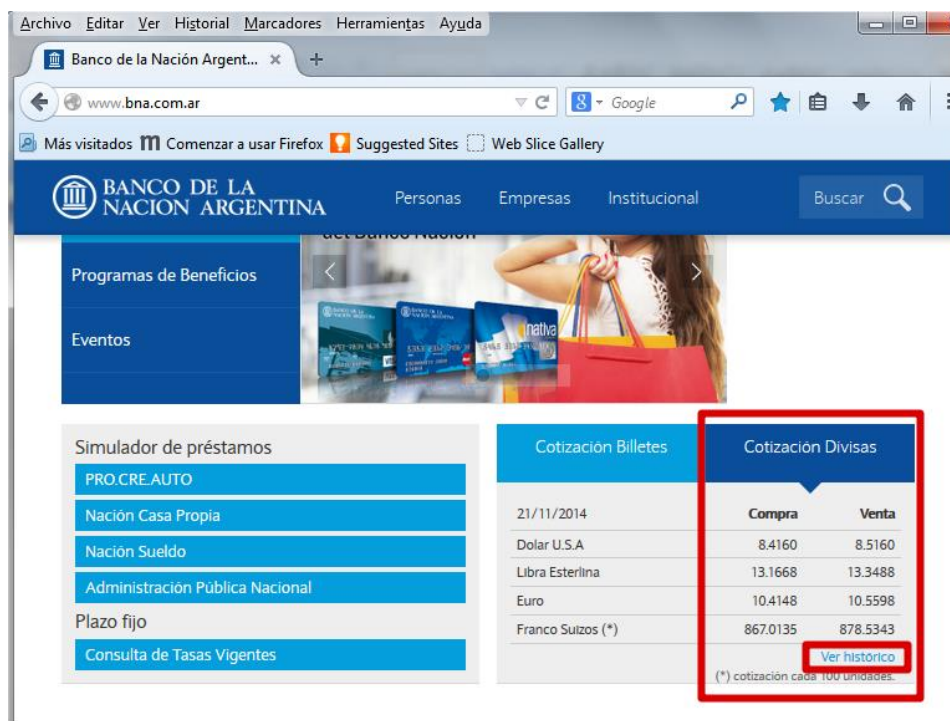 Archivo Editar Ver Historial Marcadores Herramientas Ayuda
Banco de la Nación Argent... × +
www.bna.com.ar
Google
Más visitados Comenzar a usar Firefox Suggested Sites Web Slice Gallery
BANCO DE LA
NACION ARGENTINA
Personas Empresas Institucional Buscar
del Banco Nación
Programas de Beneficios
Eventos
nativa
Simulador de préstamos
PRO.CRE.AUTO
Nación Casa Propia
Nación Sueldo
Administración Pública Nacional
Plazo fijo
Consulta de Tasas Vigentes
Cotización Billetes Cotización Divisas
21/11/2014 Compra Venta
Dolar U.S.A 8.4160 8.5160
Libra Esterlina 13.1668 13.3488
Euro 10.4148 10.5598
Franco Suizos (*) 867.0135 878.5343
Ver histórico
(*) cotización cada 100 unidades.